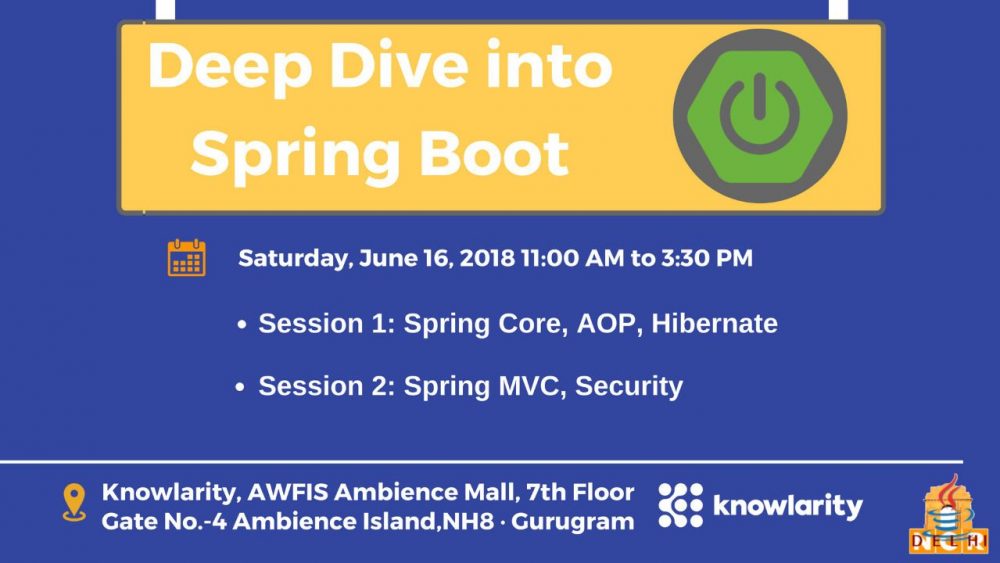 Deep Dive into
Spring Boot
Saturday, June 16, 2018 11:00 AM to 3:30 PM
• Session 1: Spring Core, AOP, Hibernate
• Session 2: Spring MVC, Security
Knowlarity, AWFIS Ambience Mall, 7th Floor
Gate No.-4 Ambience Island,NH8 · Gurugram
knowlarity
DELHI
NCR